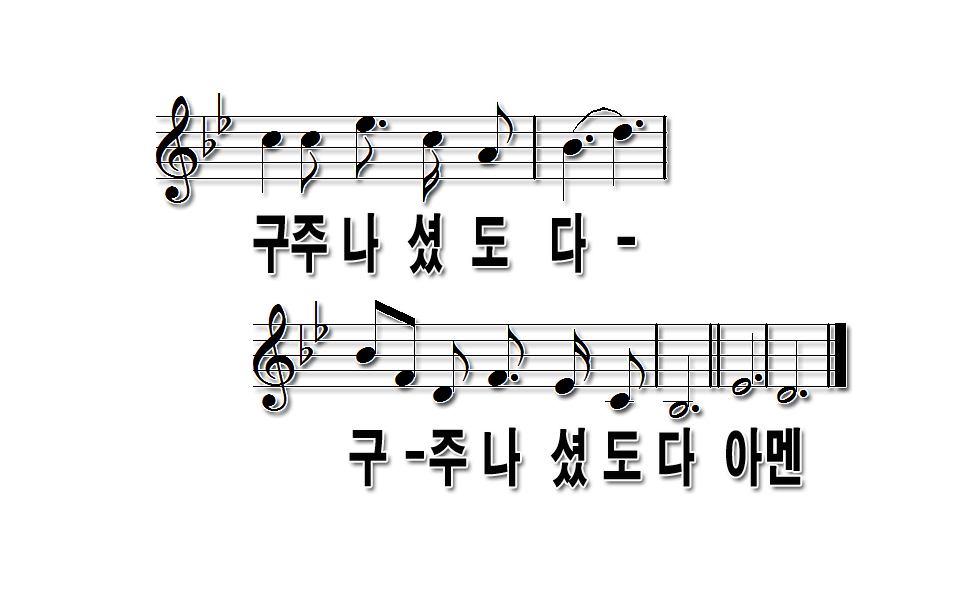 구주 나 셨 도 다 -
구 -주 나 셨 도 다 아멘